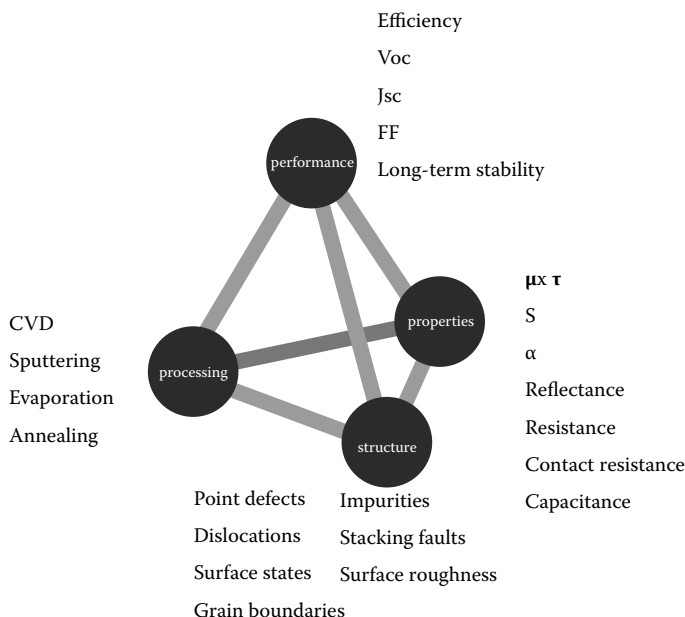 Efficiency
Voc
Jsc
FF
Long-term stability
performance
μx τ
S
α
Reflectance
Resistance
Contact resistance
Capacitance
properties
CVD
Sputtering
Evaporation
Annealing
processing
structure
Point defects
Dislocations
Surface states
Grain boundaries
Impurities
Stacking faults
Surface roughness